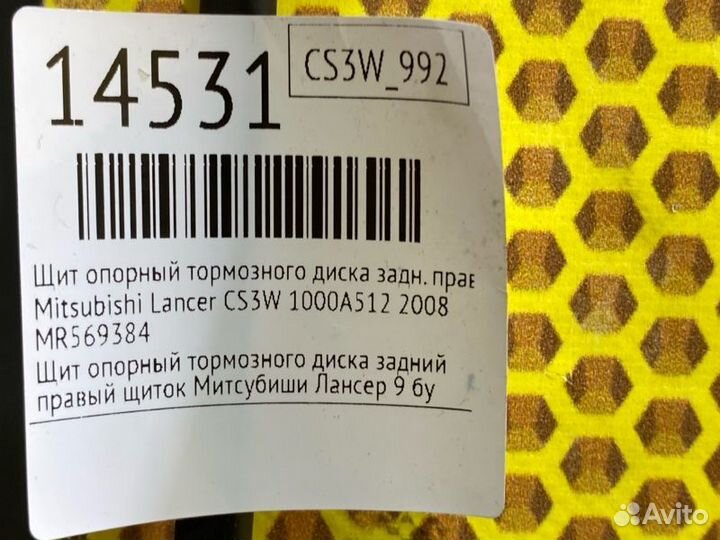 14531
CS3W_992
Щит опорный тормозного диска задн. прав
Mitsubishi Lancer CS3W 1000A512 2008
MR569384
Щит опорный тормозного диска задний
правый щиток Митсубиши Лансер 9 бу
Avito